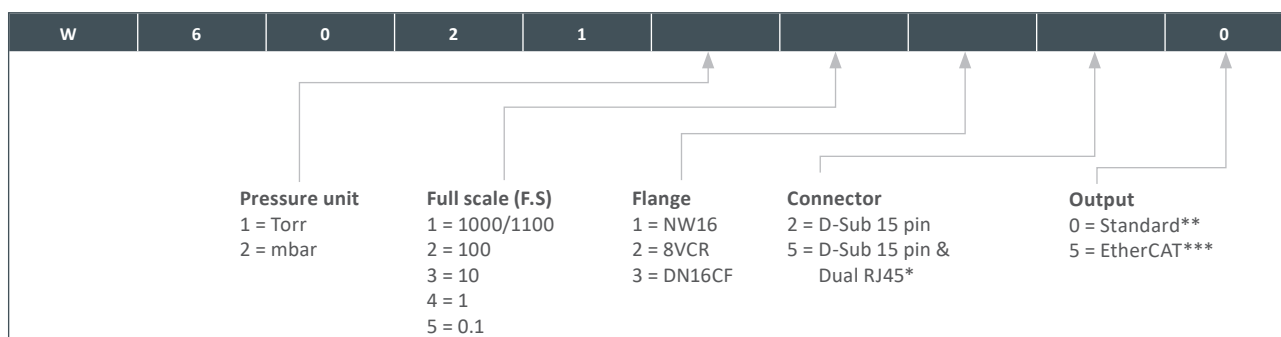 W 6 0 2 1 0
Pressure unit
1 = Torr
2 = mbar
Full scale (F.S)
1 = 1000/1100
2 = 100
3 = 10
4 = 1
5 = 0.1
Flange
1 = NW16
2 = 8VCR
3 = DN16CF
Connector
2 = D-Sub 15 pin
5 = D-Sub 15 pin &
Dual RJ45*
Output
0 = Standard**
5 = EtherCAT***